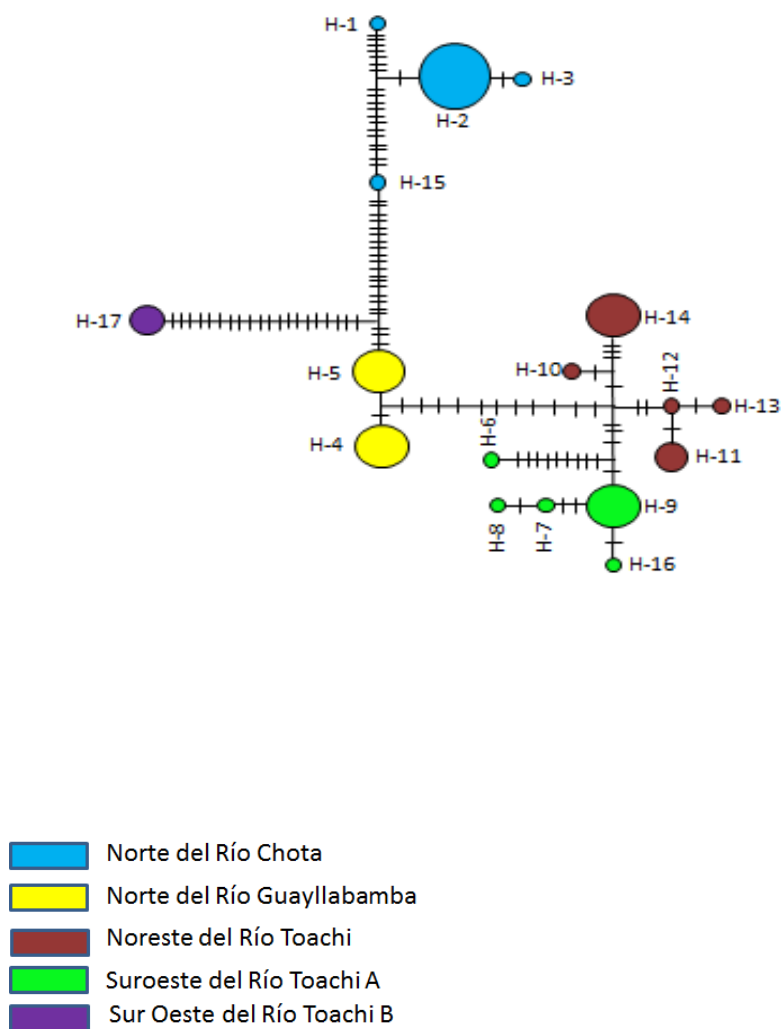 H-1
H-3
H-2
H-15
H-17
H-14
H-5
H-10
H-12
H-13
H-6
H-4
H-11
H-9
H-8
H-7
H-16
Norte del Río Chota
Norte del Río Guayllabamba
Noreste del Río Toachi
Suroeste del Río Toachi A
Sur Oeste del Río Toachi B